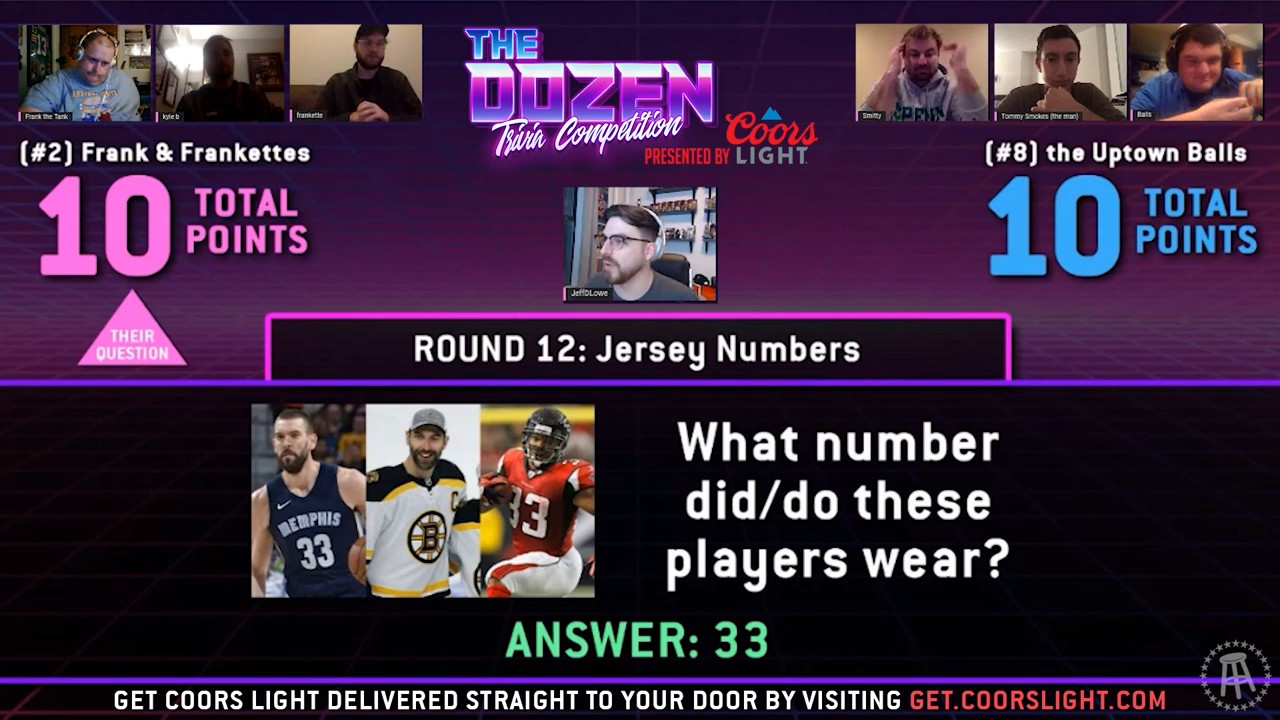 THE
DOZEN
Trivia Competition
PRESENTED BY
Coors
LIGHT
Frank the Tank
kyle b
frankette
Smitty
Tommy Smokes (the man)
Balls
(#2) Frank & Frankettes
10
TOTAL
POINTS
(#8) the Uptown Balls
10
TOTAL
POINTS
JeffDLowe
THEIR
QUESTION
ROUND 12: Jersey Numbers
MEMPHIS
33
C
B
33
What number
did/do these
players wear?
ANSWER: 33
GET COORS LIGHT DELIVERED STRAIGHT TO YOUR DOOR BY VISITING GET.COORSLIGHT.COM